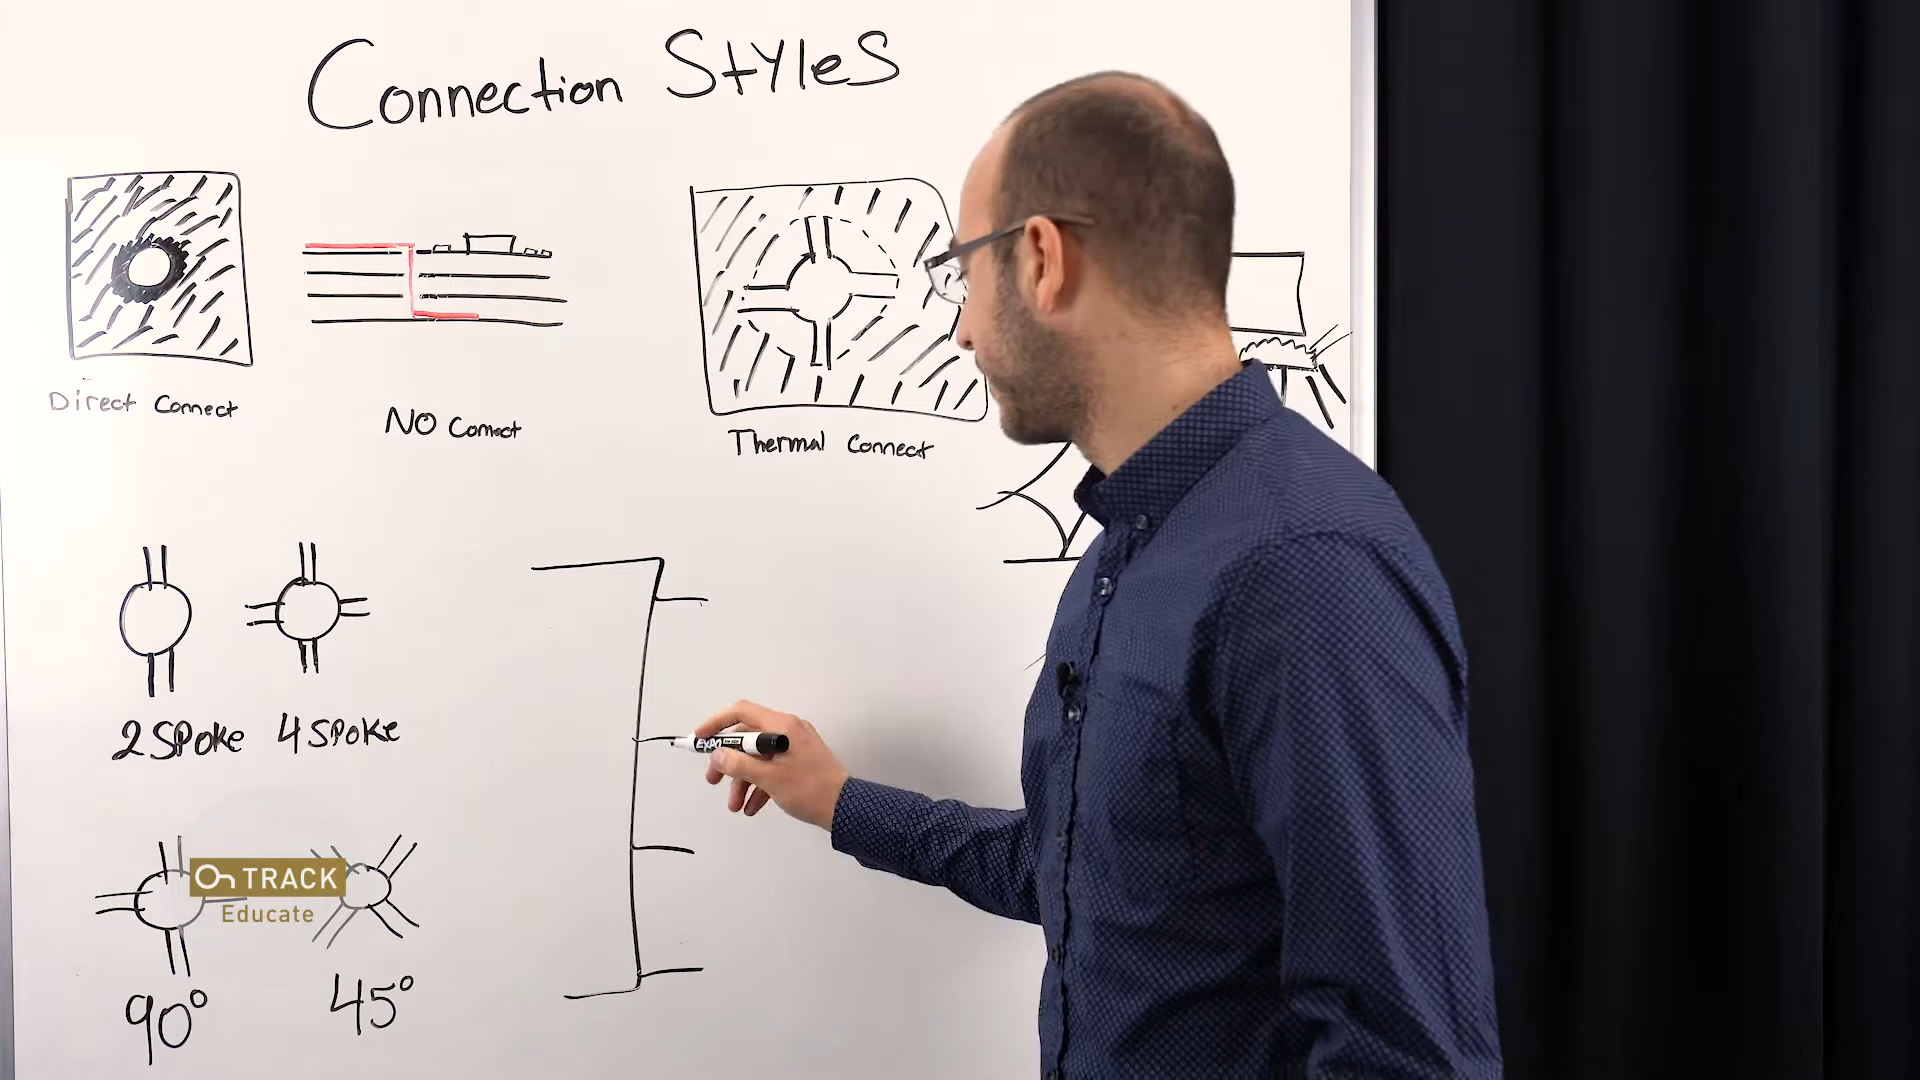 Connection Styles
Direct Connect
NO Connect
Thermal Connect
2 Spoke
4 Spoke
EXPO
On TRACK
Educate
90°
45°